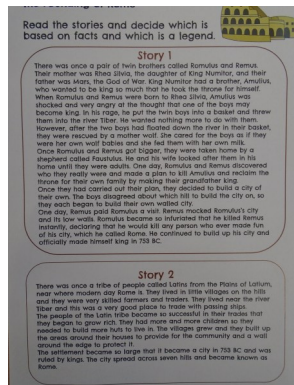 The Founding of Rome
Read the stories and decide which is
based on facts and which is a legend.
Story 1
There was once a pair of twin brothers called Romulus and Remus.
Their mother was Rhea Silvia, the daughter of King Numitor, and their
father was Mars, the God of War. King Numitor had a brother, Amulius,
who wanted to be king so much that he took the throne for himself.
When Romulus and Remus were born to Rhea Silvia, Amulius was
shocked and very angry at the thought that one of the boys may
become king. In his rage, he put the twin boys into a basket and threw
them into the river Tiber. He wanted nothing more to do with them.
However, after the two boys had floated down the river in their basket,
they were rescued by a mother wolf. She cared for the boys as if they
were her own wolf babies and she fed them with her own milk.
Once Romulus and Remus got bigger, they were taken home by a
shepherd called Faustulus. He and his wife looked after them in his
home until they were adults. One day, Romulus and Remus discovered
who they really were and made a plan to kill Amulius and reclaim the
throne for their own family by making their grandfather king.
Once they had carried out their plan, they decided to build a city of
their own. The boys disagreed about which hill to build the city on, so
they each began to build their own walled city.
One day, Remus paid Romulus a visit. Remus mocked Romulus's city
and its low walls. Romulus became so infuriated that he killed Remus
instantly, declaring that he would kill any person who ever made fun
of his city, which he called Rome. He continued to build up his city and
officially made himself king in 753 BC.
Story 2
There was once a tribe of people called Latins from the Plains of Latium,
near where modern day Rome is. They lived in little villages on the hills
and they were very skilled farmers and traders. They lived near the river
Tiber and this was a very good place to trade with passing ships.
The people of the Latin tribe became so successful in their trades that
they began to grow rich. They had more and more children so they
needed to build more huts to live in. The villages grew and they built up
the areas around their houses to provide for the community and a wall
around the edge to protect it.
The settlement became so large that it became a city in 753 BC and was
ruled by kings. The city spread across seven hills and became known as
Rome.